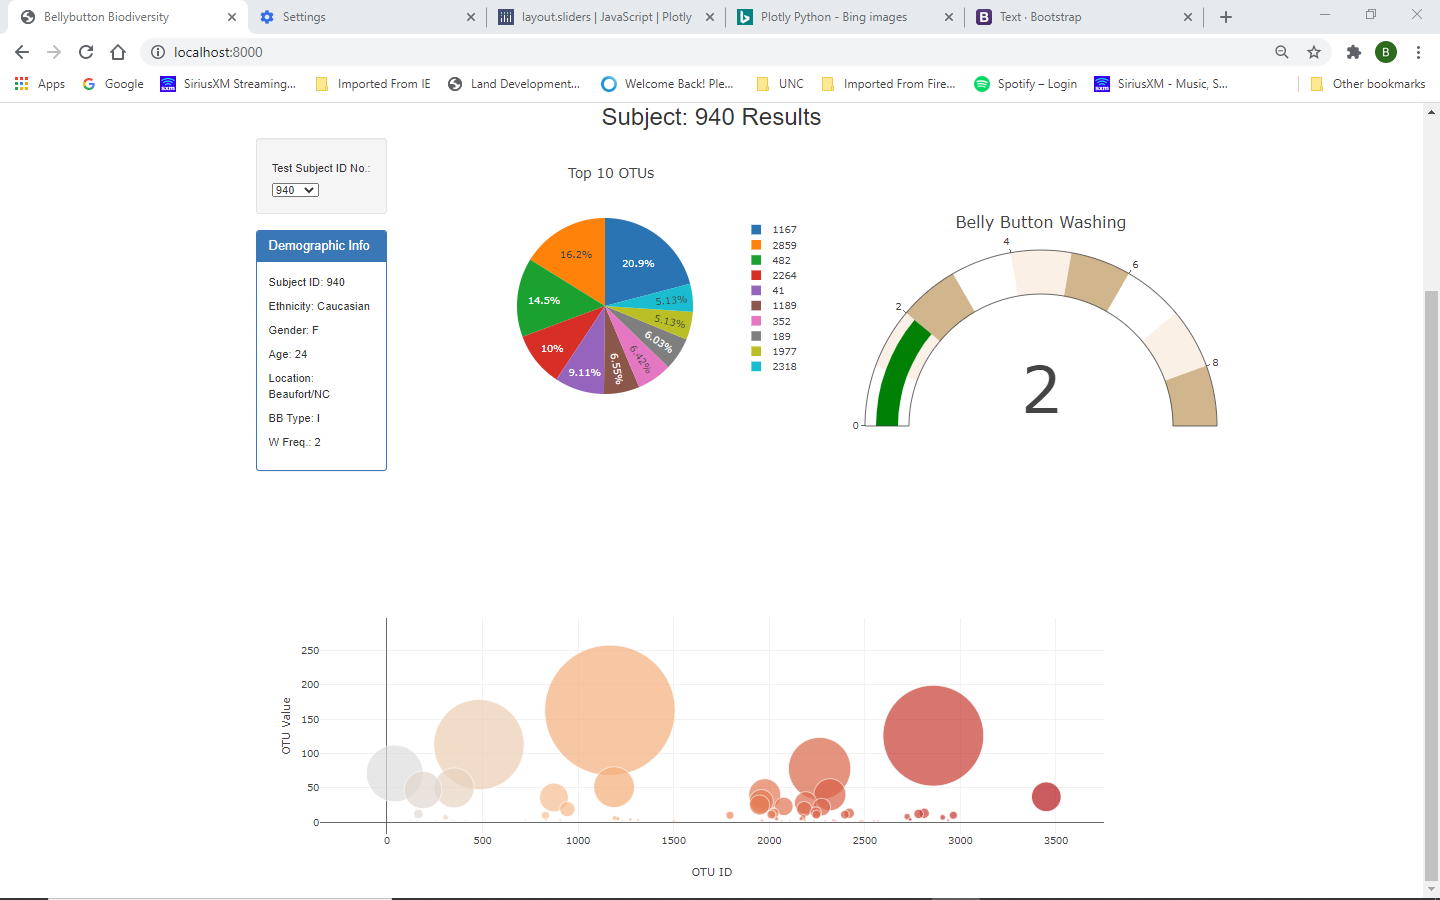 Bellybutton Biodiversity
Settings
layout.sliders | JavaScript | Plotly
Plotly Python - Bing images
Text · Bootstrap
localhost:8000
B
Apps
Google
SiriusXM Streaming...
Imported From IE
Land Development...
Welcome Back! Ple...
UNC
Imported From Fire...
Spotify – Login
SiriusXM - Music, S...
Other bookmarks
Subject: 940 Results
Test Subject ID No.:
940
Demographic Info
Subject ID: 940
Ethnicity: Caucasian
Gender: F
Age: 24
Location:
Beaufort/NC
BB Type: I
W Freq.: 2
Top 10 OTUs
20.9%
16.2%
14.5%
10%
9.11%
6.55%
6.42%
6.03%
5.13%
5.13%
1167
2859
482
2264
41
1189
352
189
1977
2318
Belly Button Washing
0
2
4
6
8
2
OTU Value
250
200
150
100
50
0
0 500 1000 1500 2000 2500 3000 3500
OTU ID